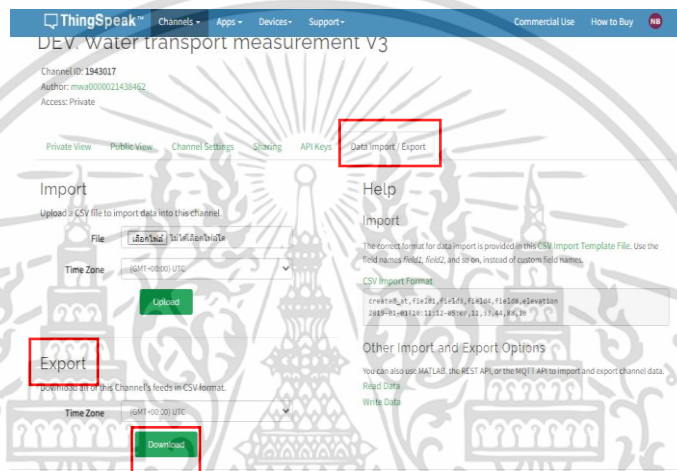 ThingSpeak™ Channels Apps Devices Support Commercial Use How to Buy NB
DEV. Water transport measurement V3
Channel ID: 1943017
Author: mwa0000021438462
Access: Private
Private View Public View Channel Settings Sharing API Keys Data Import / Export
Import
Upload a CSV file to import data into this channel.
File เลือกไฟล์ ไม่ได้เลือกไฟล์ใด
Time Zone (GMT+00:00) UTC
Upload
Export
Download all of this Channel's feeds in CSV format.
Time Zone (GMT+00:00) UTC
Download
Help
Import
The correct format for data import is provided in this CSV Import Template File. Use the
field names field1, field2, and so on, instead of custom field names.
CSV Import Format
Other Import and Export Options
You can also use MATLAB, the REST API, or the MQTT API to import and export channel data.
Read Data
Write Data